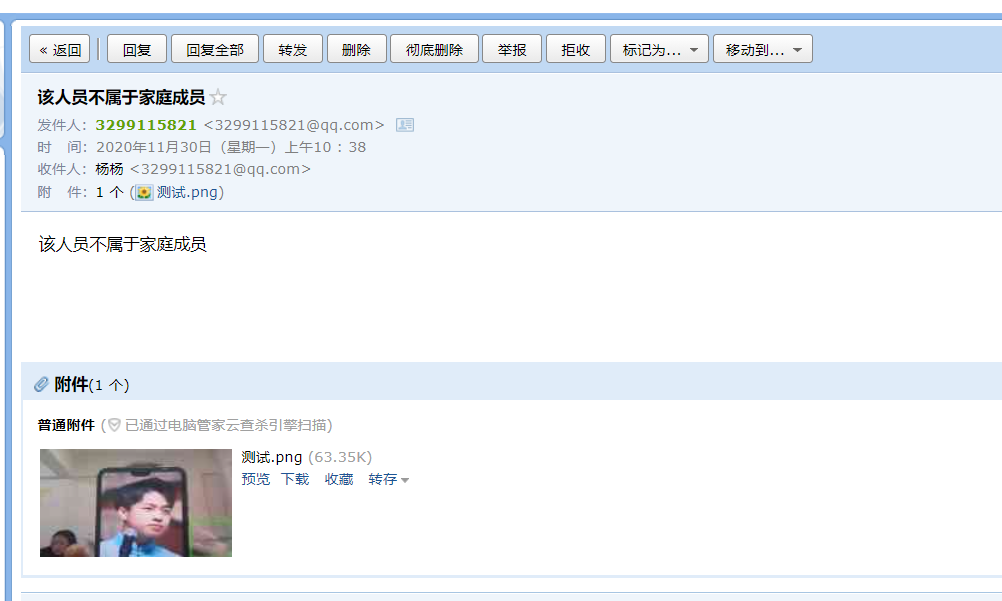 « 返回 回复 回复全部 转发 删除 彻底删除 举报 拒收 标记为... 移动到...
该人员不属于家庭成员
发件人: 3299115821 <3299115821@qq.com>
时 间: 2020年11月30日 (星期一) 上午10 : 38
收件人: 杨杨 <3299115821@qq.com>
附 件: 1 个 (测试.png)
该人员不属于家庭成员
附件(1 个)
普通附件 (已通过电脑管家云查杀引擎扫描)
测试.png (63.35K)
预览 下载 收藏 转存